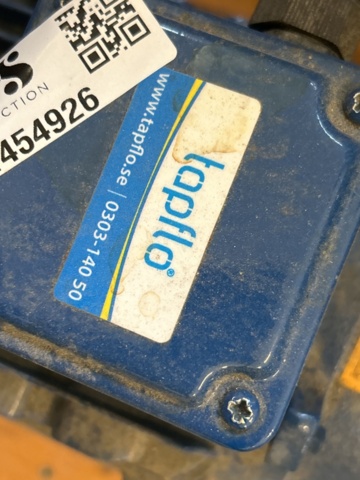 S
CTION
454926
tapflo®
www.tapflo.se | 0303-140 50